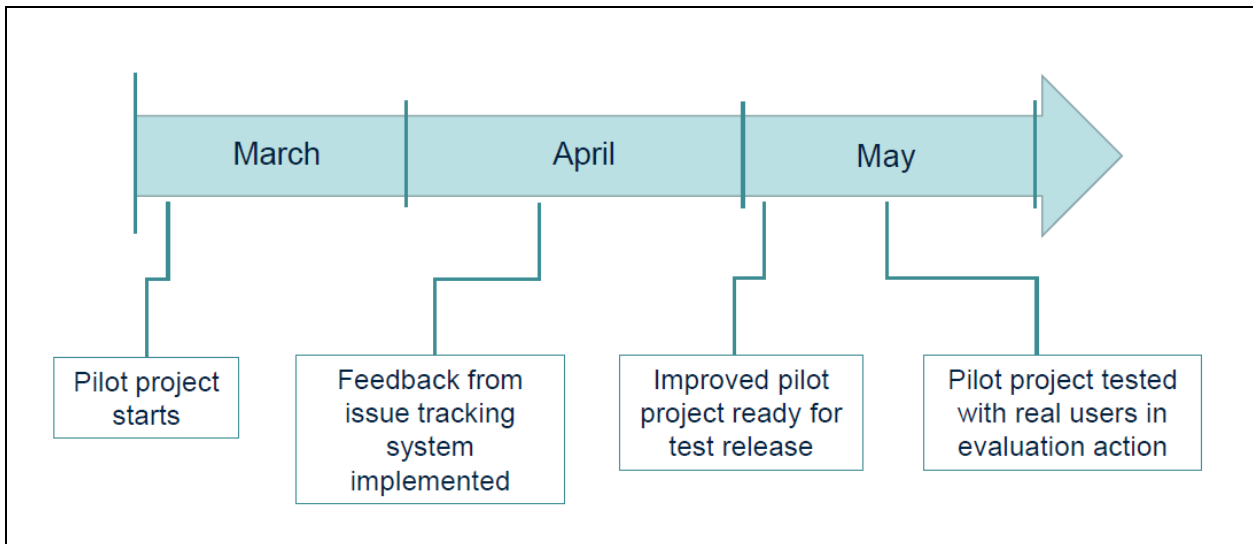 March
April
May
Pilot project
starts
Feedback from
issue tracking
system
implemented
Improved pilot
project ready for
test release
Pilot project tested
with real users in
evaluation action